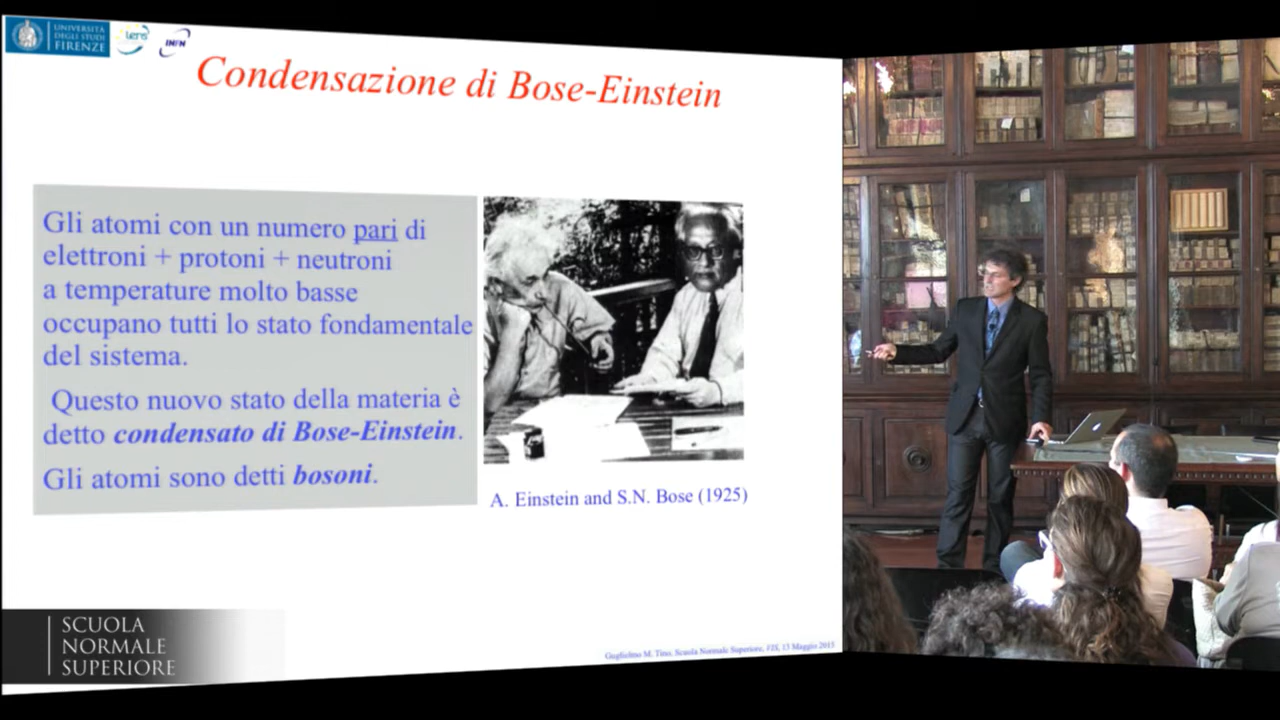 UNIVERSITÀ
DEGLI STUDI
FIRENZE
lens
INFN
Condensazione di Bose-Einstein
Gli atomi con un numero pari di
elettroni + protoni + neutroni
a temperature molto basse
occupano tutti lo stato fondamentale
del sistema.
Questo nuovo stato della materia è
detto condensato di Bose-Einstein.
Gli atomi sono detti bosoni.
A. Einstein and S.N. Bose (1925)
SCUOLA
NORMALE
SUPERIORE
Guglielmo M. Tino, Scuola Normale Superiore, VIS, 13 Maggio 2015